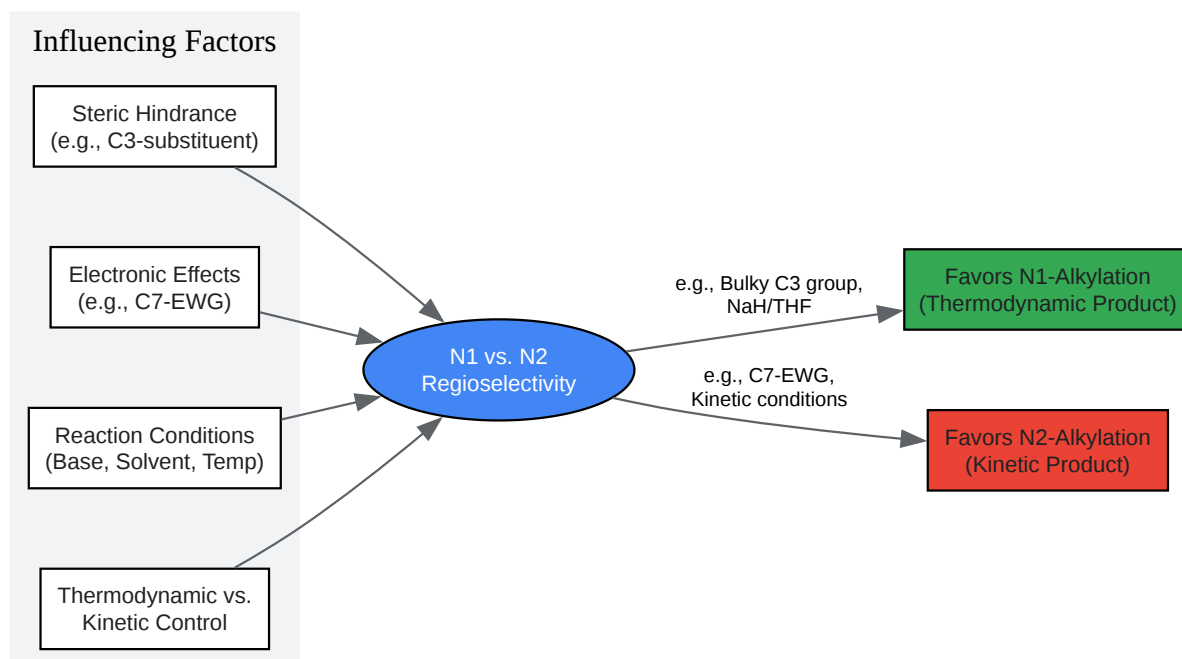 Influencing Factors
Steric Hindrance
(e.g., C3-substituent)
Electronic Effects
(e.g., C7-EWG)
Reaction Conditions
(Base, Solvent, Temp)
Thermodynamic vs.
Kinetic Control
N1 vs. N2
Regioselectivity
e.g., Bulky C3 group,
NaH/THF
e.g., C7-EWG,
Kinetic conditions
Favors N1-Alkylation
(Thermodynamic Product)
Favors N2-Alkylation
(Kinetic Product)